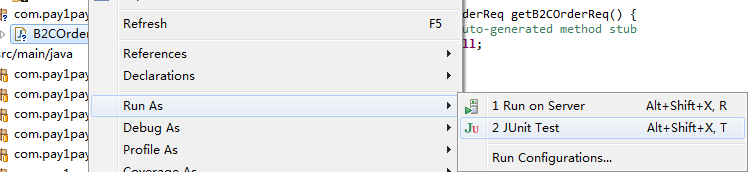 com.pay1pay
B2COrde
src/main/java
com.pay1pay
com.pay1pay
com.pay1pay
com.pay1pay
com.pay1pay
Refresh F5
References
Declarations
Run As
Debug As
Profile As
Coverage As
derReq getB2COrderReq() {
uto-generated method stub
ll;
1 Run on Server Alt+Shift+X, R
2 JUnit Test Alt+Shift+X, T
Run Configurations...